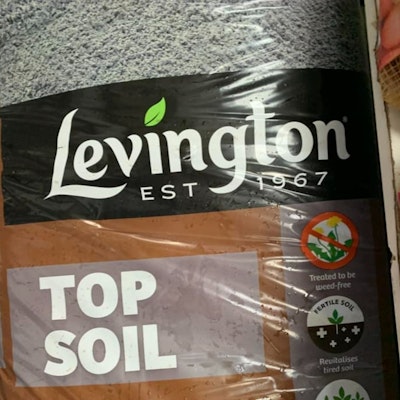 Levington
EST 1967
TOP
SOIL
Treated to be
weed-free
FERTILE SOIL
Revitalises
tired soil